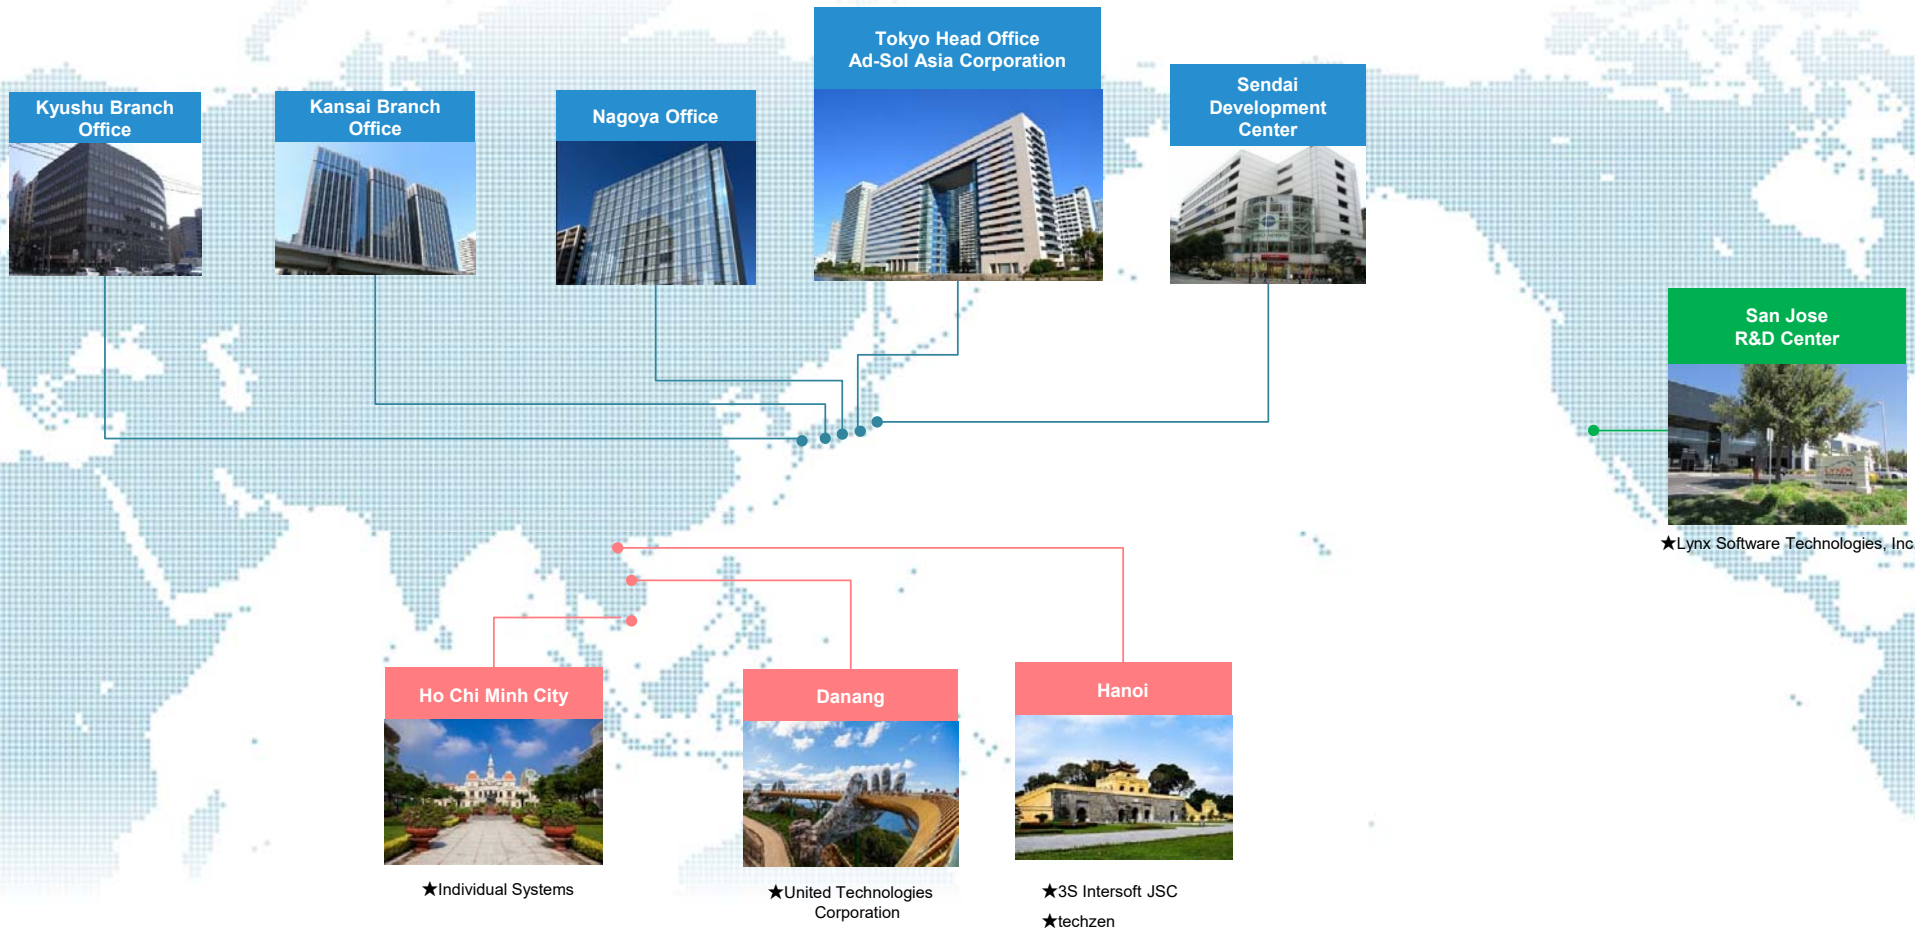 Tokyo Head Office
Ad-Sol Asia Corporation
Kyushu Branch
Office
Kansai Branch
Office
Nagoya Office
Sendai
Development
Center
San Jose
R&D Center
★Lynx Software Technologies, Inc
Ho Chi Minh City
Danang
Hanoi
★Individual Systems
★United Technologies
Corporation
★3S Intersoft JSC
★techzen